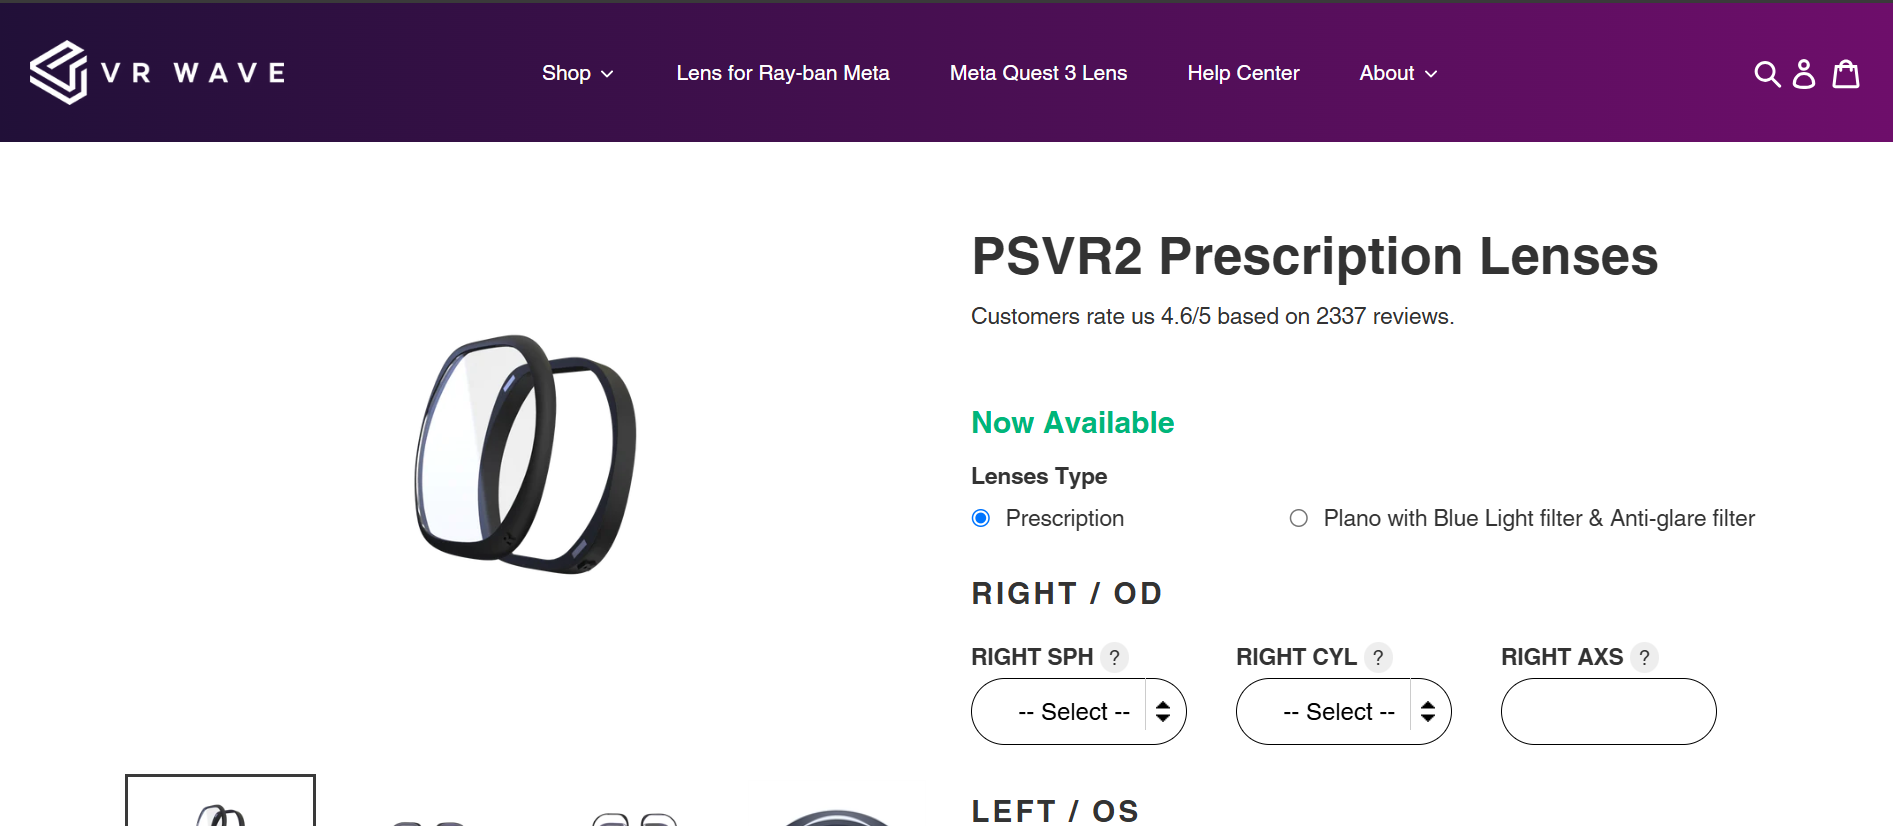 VR WAVE
Shop
Lens for Ray-ban Meta
Meta Quest 3 Lens
Help Center
About
PSVR2 Prescription Lenses
Customers rate us 4.6/5 based on 2337 reviews.
Now Available
Lenses Type
Prescription
Plano with Blue Light filter & Anti-glare filter
RIGHT / OD
RIGHT SPH ?
RIGHT CYL ?
RIGHT AXS ?
-- Select --
-- Select --
LEFT / OS